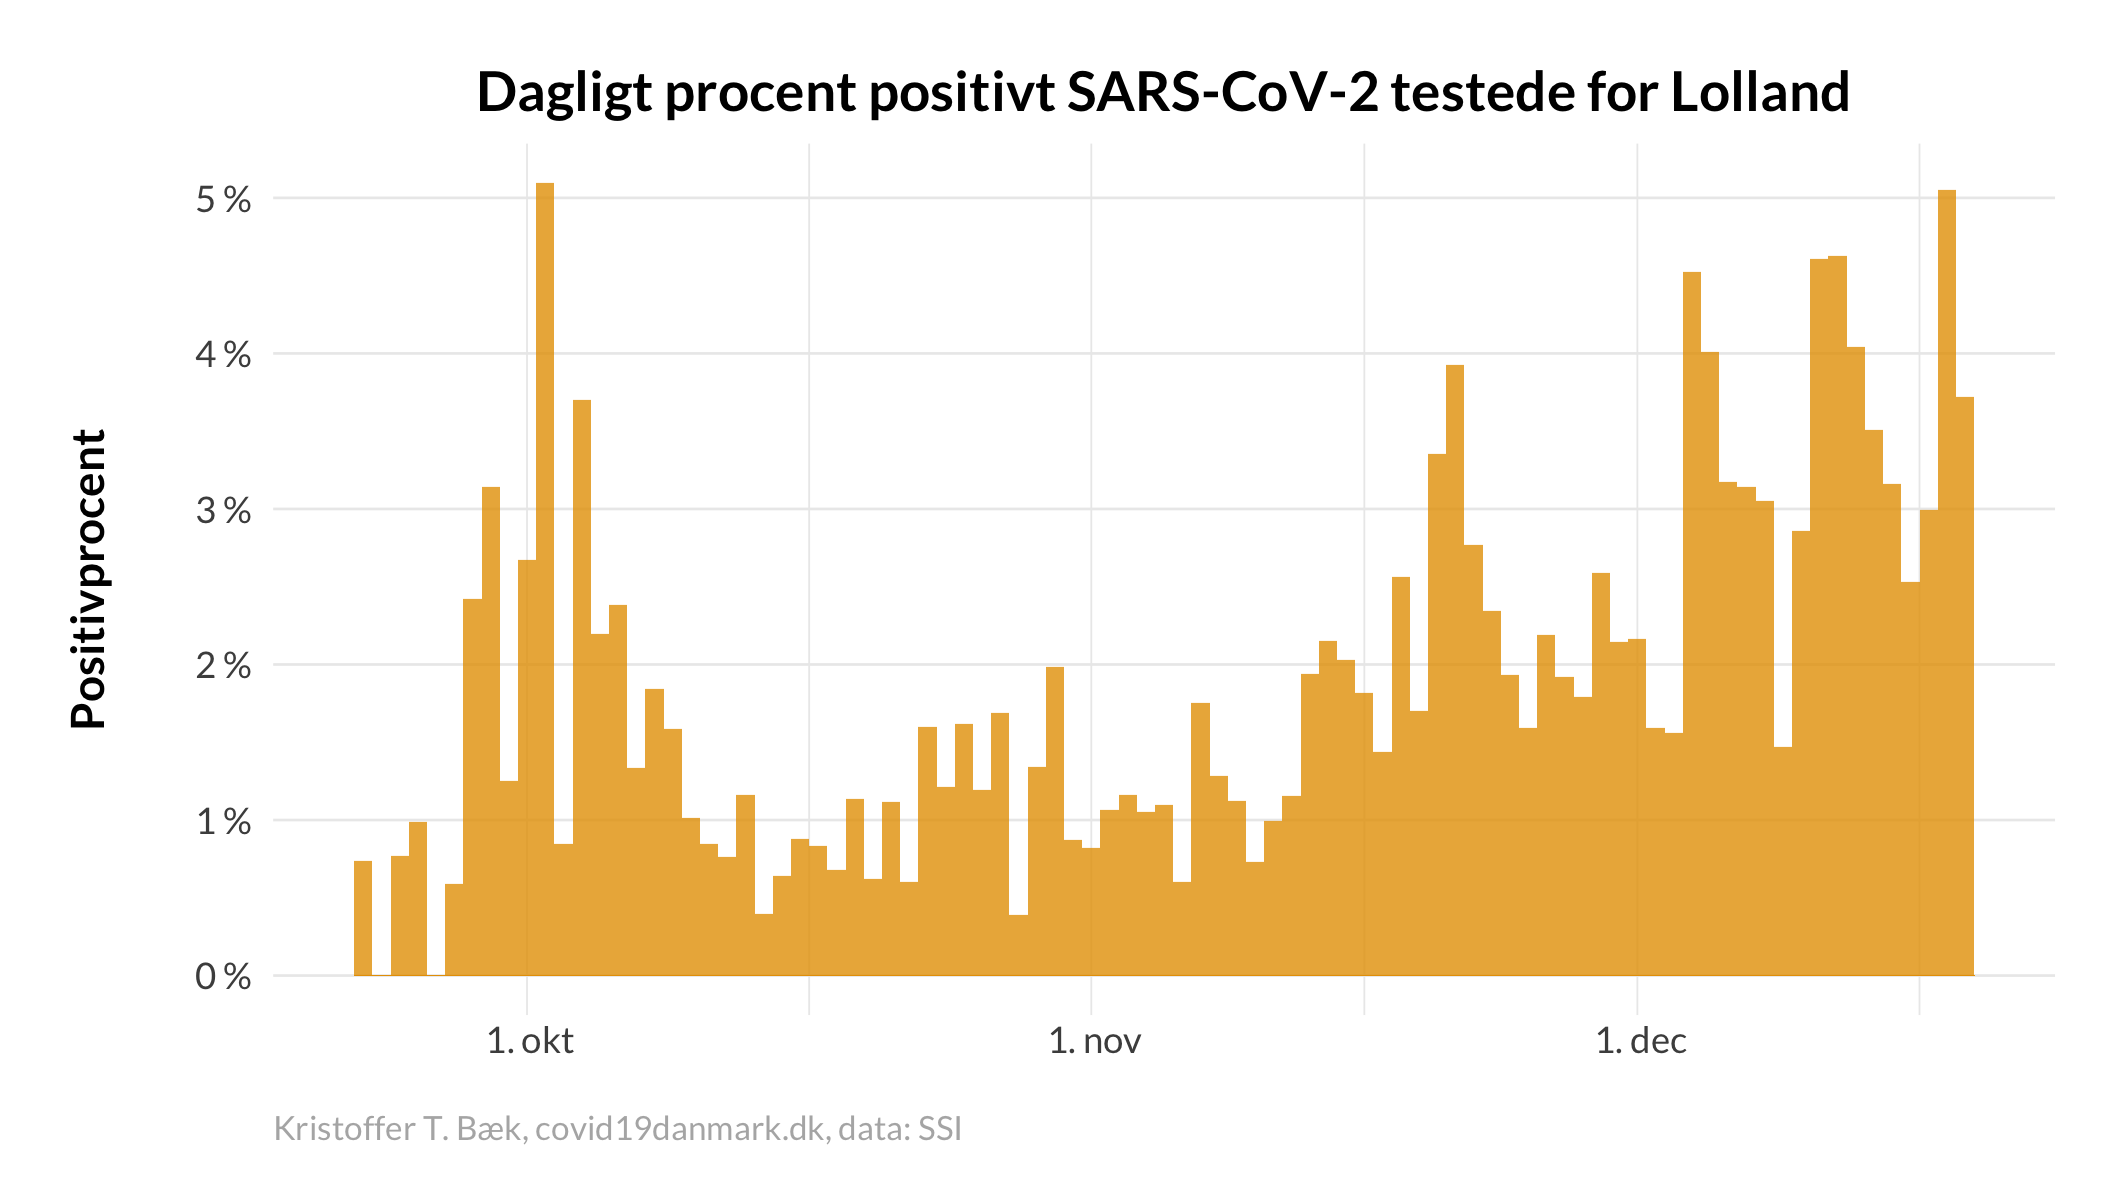 Dagligt procent positivt SARS-CoV-2 testede for Lolland
Positivprocent
5 %
4 %
3 %
2 %
1 %
0 %
1. okt
1. nov
1. dec
Kristoffer T. Bæk, covid19danmark.dk, data: SSI